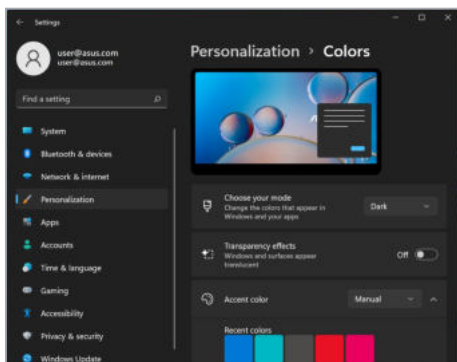 Settings
user@asus.com
user@asus.com
Find a setting
System
Bluetooth & devices
Network & internet
Personalization
Apps
Accounts
Time & language
Gaming
Accessibility
Privacy & security
Windows Update
Personalization > Colors
Choose your mode
Change the colors that appear in
Windows and your apps
Dark
Transparency effects
Windows and surfaces appear
translucent
Off
Accent color
Manual
Recent colors